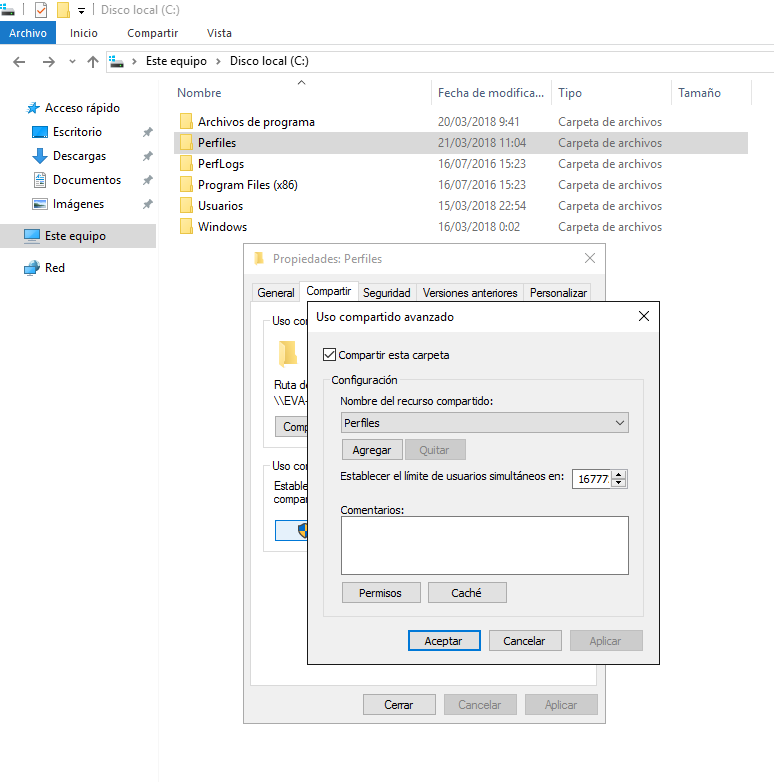 Disco local (C:)
Archivo Inicio Compartir Vista
Este equipo Disco local (C:)
Nombre Fecha de modifica... Tipo Tamaño
Acceso rápido
Escritorio
Descargas
Documentos
Imágenes
Este equipo
Red
Archivos de programa 20/03/2018 9:41 Carpeta de archivos
Perfiles 21/03/2018 11:04 Carpeta de archivos
PerfLogs 16/07/2016 15:23 Carpeta de archivos
Program Files (x86) 16/07/2016 15:23 Carpeta de archivos
Usuarios 15/03/2018 22:54 Carpeta de archivos
Windows 16/03/2018 0:02 Carpeta de archivos
Propiedades: Perfiles
General Compartir Seguridad Versiones anteriores Personalizar
Uso co
Ruta de
\\EVA-
Comp
Uso co
Estable
compar
Uso compartido avanzado
Compartir esta carpeta
Configuración
Nombre del recurso compartido:
Perfiles
Agregar Quitar
Establecer el límite de usuarios simultáneos en: 16777
Comentarios:
Permisos Caché
Aceptar Cancelar Aplicar
Cerrar Cancelar Aplicar